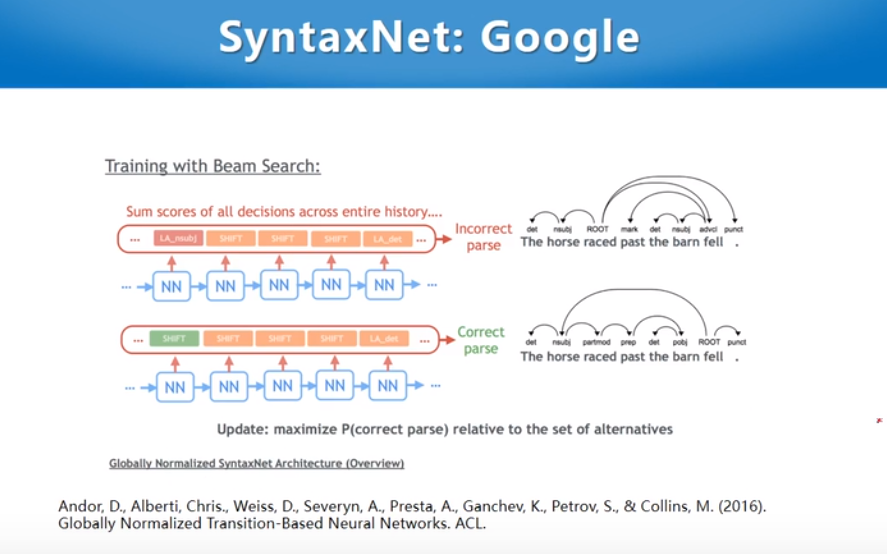 SyntaxNet: Google
Training with Beam Search:
Sum scores of all decisions across entire history....
... LA_nsubj SHIFT SHIFT SHIFT LA_det ...
Incorrect
parse
... NN NN NN NN NN ...
det nsubj ROOT mark det nsubj advcl punct
The horse raced past the barn fell .
... SHIFT SHIFT SHIFT SHIFT LA_det ...
Correct
parse
... NN NN NN NN NN ...
det nsubj partmod prep det pobj ROOT punct
The horse raced past the barn fell .
Update: maximize P(correct parse) relative to the set of alternatives
Globally Normalized SyntaxNet Architecture (Overview)
Andor, D., Alberti, Chris., Weiss, D., Severyn, A., Presta, A., Ganchev, K., Petrov, S., & Collins, M. (2016).
Globally Normalized Transition-Based Neural Networks. ACL.